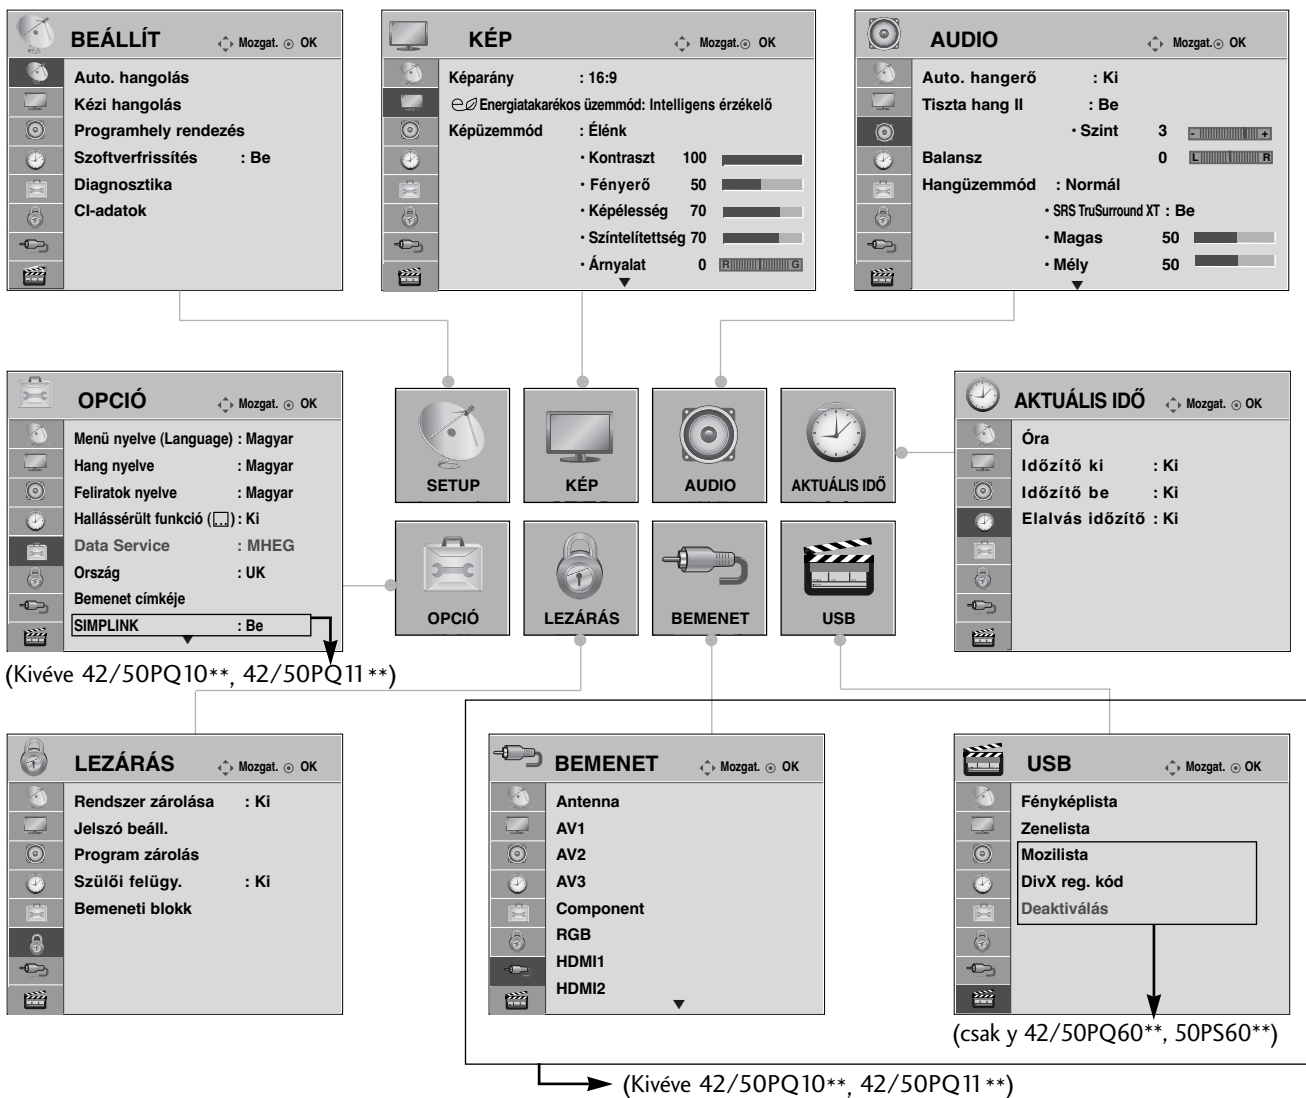 BEÁLLÍT Mozgat. OK
Auto. hangolás
Kézi hangolás
Programhely rendezés
Szoftverfrissítés : Be
Diagnosztika
CI-adatok
KÉP Mozgat. OK
Képarány : 16:9
Energiatakarékos üzemmód: Intelligens érzékelő
Képüzemmód : Élénk
• Kontraszt 100
• Fényerő 50
• Képélesség 70
• Színtelítettség 70
• Árnyalat 0 R G
AUDIO Mozgat. OK
Auto. hangerő : Ki
Tiszta hang II : Be
• Szint 3 - +
Balansz 0 L R
Hangüzemmód : Normál
• SRS TruSurround XT : Be
• Magas 50
• Mély 50
OPCIÓ Mozgat. OK
Menü nyelve (Language) : Magyar
Hang nyelve : Magyar
Feliratok nyelve : Magyar
Hallássérült funkció ( ) : Ki
Data Service : MHEG
Ország : UK
Bemenet címkéje
SIMPLINK : Be
(Kivéve 42/50PQ10**, 42/50PQ11**)
SETUP
KÉP
AUDIO
AKTUÁLIS IDŐ
OPCIÓ
LEZÁRÁS
BEMENET
USB
AKTUÁLIS IDŐ Mozgat. OK
Óra
Időzítő ki : Ki
Időzítő be : Ki
Elalvás időzítő : Ki
LEZÁRÁS Mozgat. OK
Rendszer zárolása : Ki
Jelszó beáll.
Program zárolás
Szülői felügy. : Ki
Bemeneti blokk
BEMENET Mozgat. OK
Antenna
AV1
AV2
AV3
Component
RGB
HDMI1
HDMI2
USB Mozgat. OK
Fényképlista
Zenelista
Mozilista
DivX reg. kód
Deaktiválás
(csak y 42/50PQ60**, 50PS60**)
(Kivéve 42/50PQ10**, 42/50PQ11**)